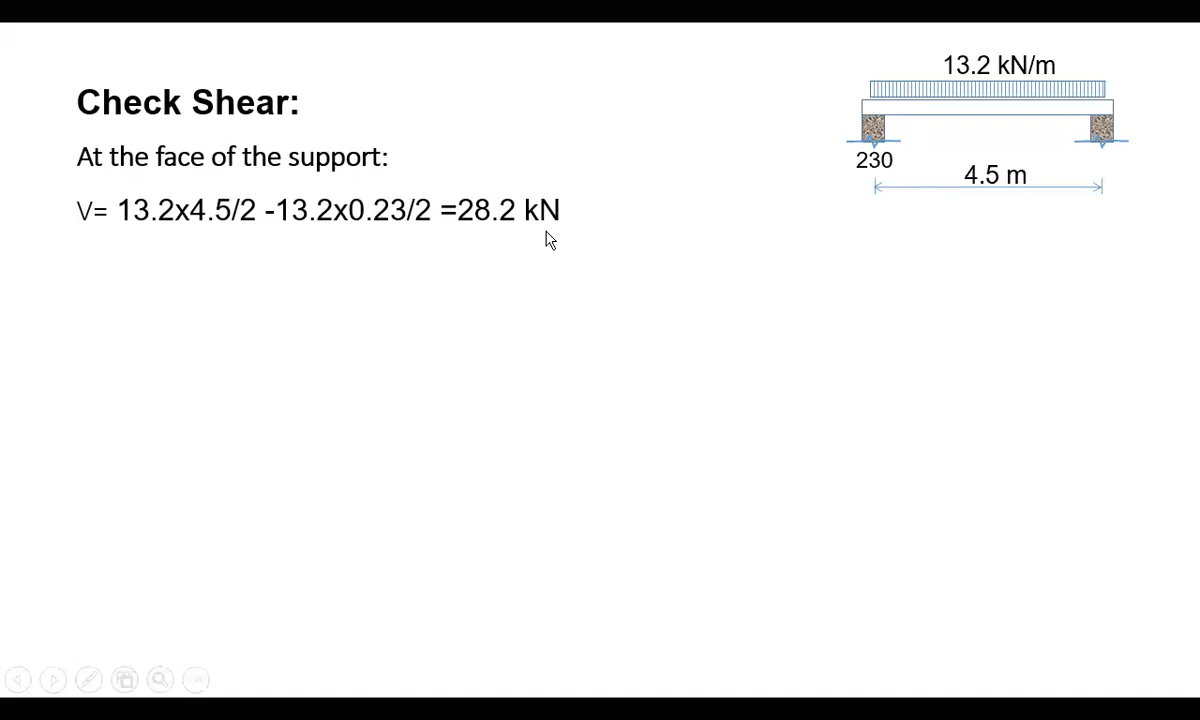 13.2 kN/m
Check Shear:
At the face of the support:
230
4.5 m
V= 13.2x4.5/2 -13.2x0.23/2 =28.2 kN